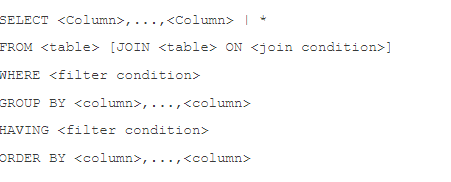 SELECT <Column>,...,<Column> | *
FROM <table> [JOIN <table> ON <join condition>]
WHERE <filter condition>
GROUP BY <column>,...,<column>
HAVING <filter condition>
ORDER BY <column>,...,<column>